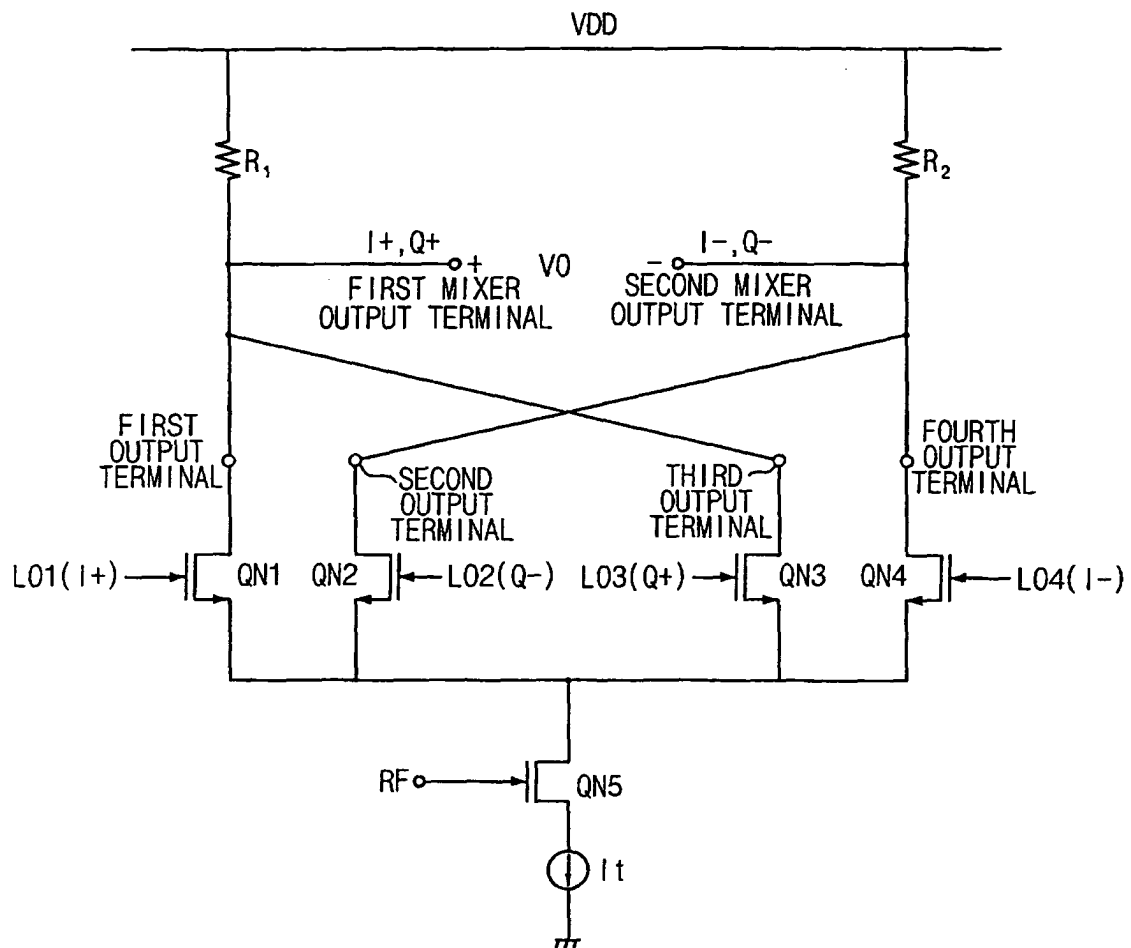 VDD
R1
R2
I+,Q+
I-,Q-
+
VO
-
FIRST MIXER
OUTPUT TERMINAL
SECOND MIXER
OUTPUT TERMINAL
FIRST
OUTPUT
TERMINAL
SECOND
OUTPUT
TERMINAL
THIRD
OUTPUT
TERMINAL
FOURTH
OUTPUT
TERMINAL
LO1(I+)
QN1
QN2
LO2(Q-)
LO3(Q+)
QN3
QN4
LO4(I-)
RF
QN5
It